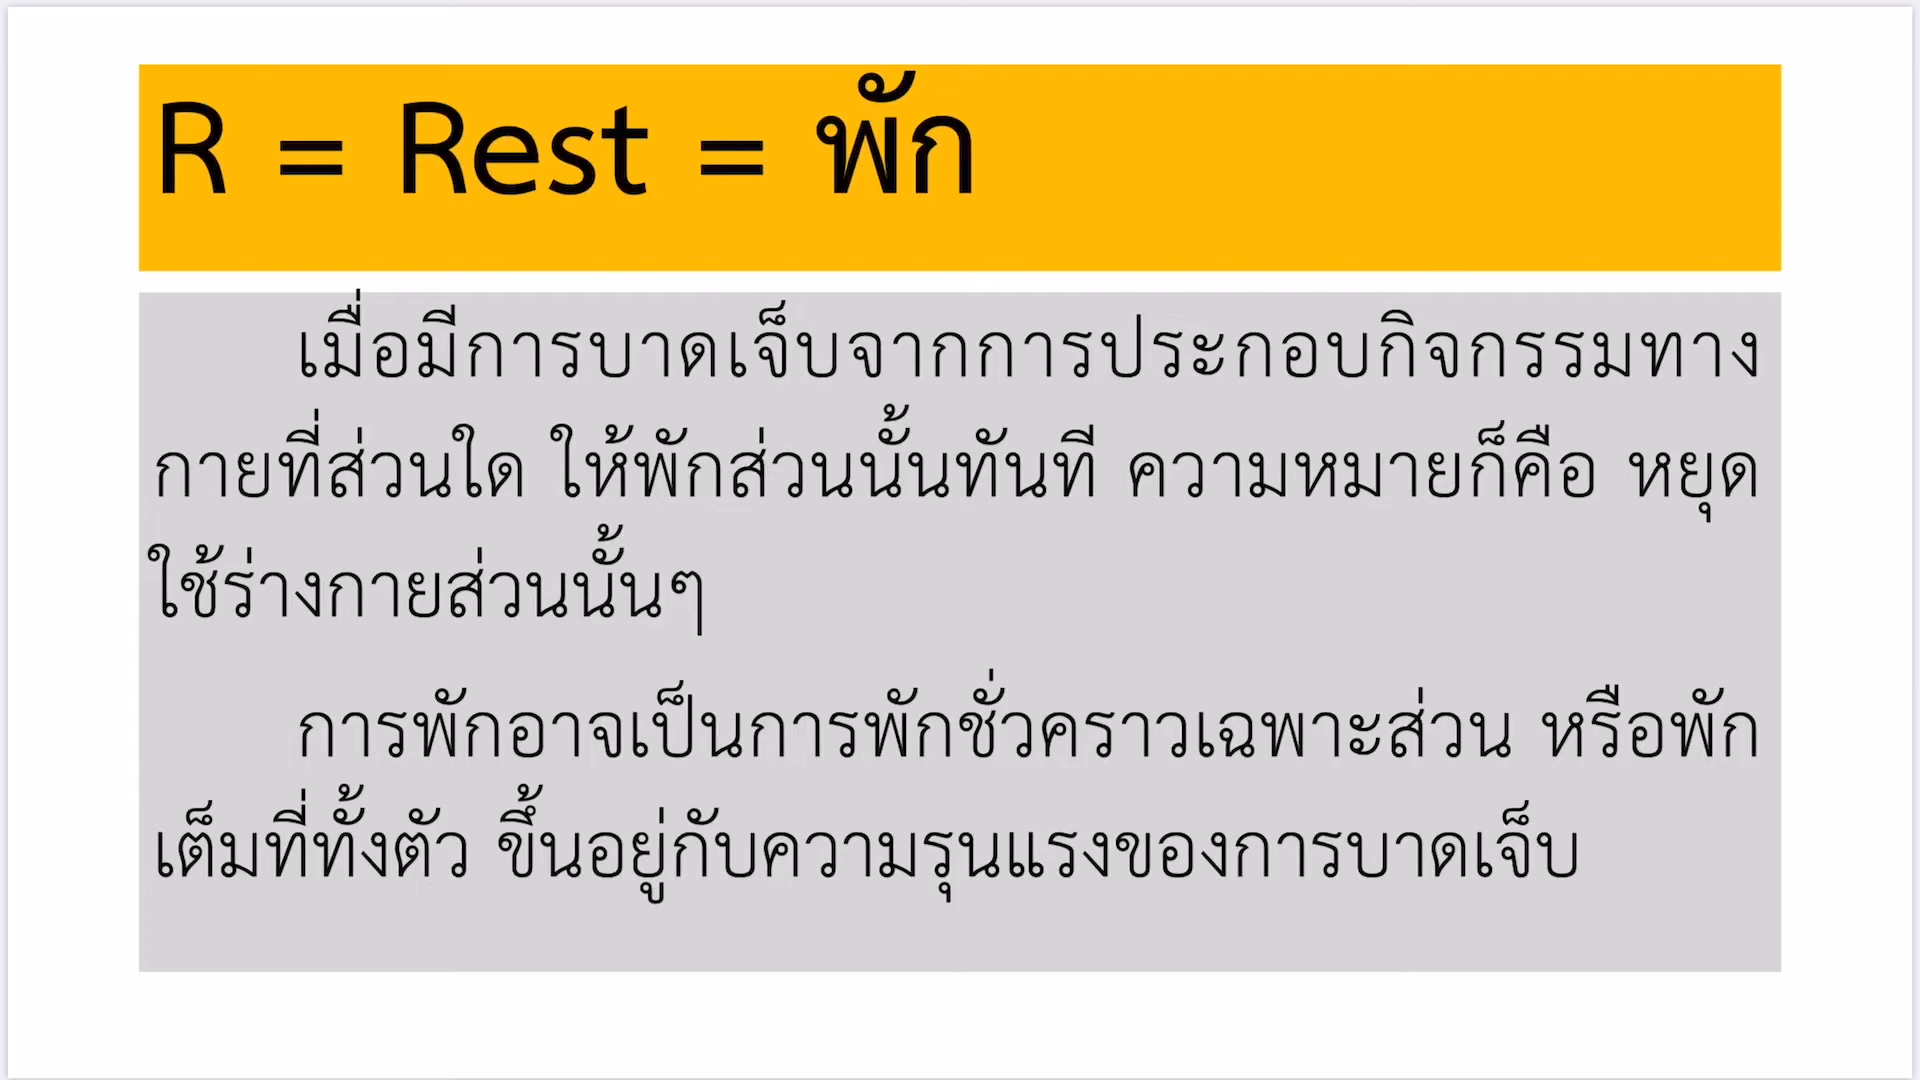 R = Rest = พัก
เมื่อมีการบาดเจ็บจากการประกอบกิจกรรมทาง
กายที่ส่วนใด ให้พักส่วนนั้นทันที ความหมายก็คือ หยุด
ใช้ร่างกายส่วนนั้นๆ
การพักอาจเป็นการพักชั่วคราวเฉพาะส่วน หรือพัก
เต็มที่ทั้งตัว ขึ้นอยู่กับความรุนแรงของการบาดเจ็บ